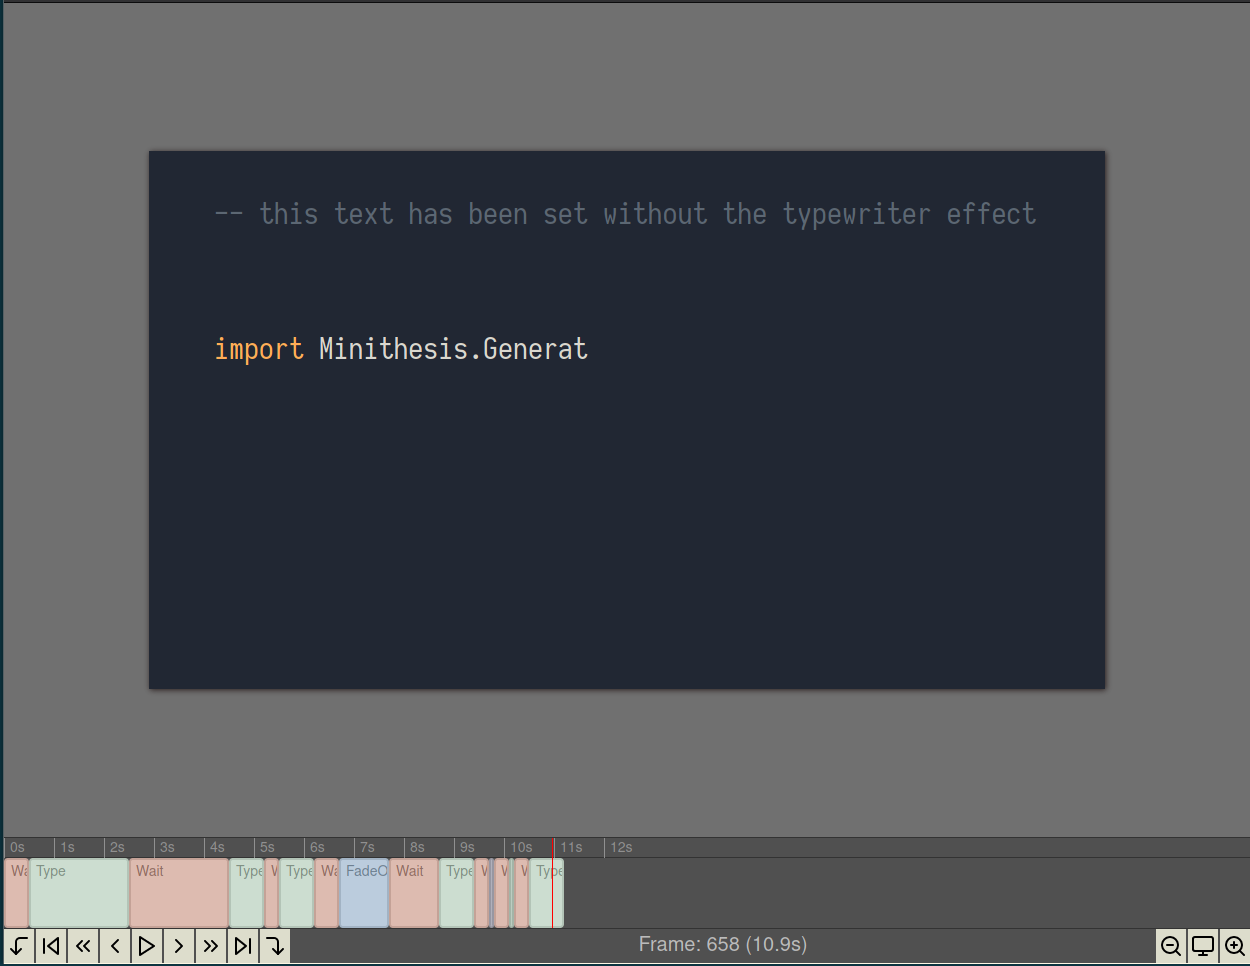 -- this text has been set without the typewriter effect
import Minithesis.Generat
0s 1s 2s 3s 4s 5s 6s 7s 8s 9s 10s 11s 12s
Wa Type Wait Type W Type Wa FadeO Wait Type W W W Type
Frame: 658 (10.9s)